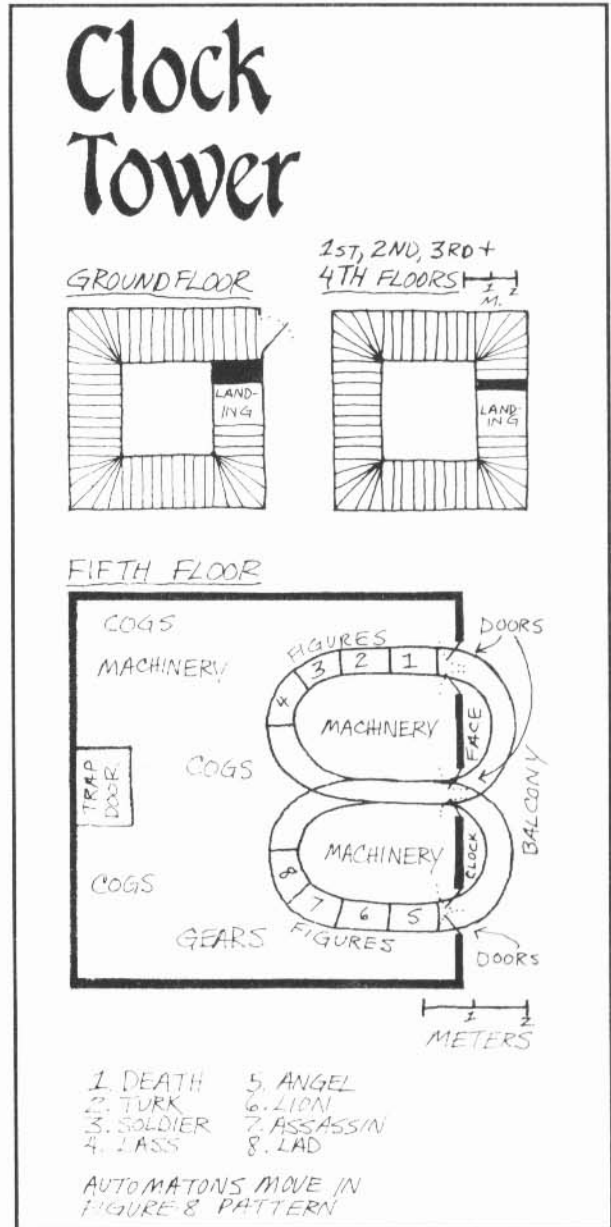 Clock
Tower
GROUND FLOOR
LAND-
ING
1ST, 2ND, 3RD +
4TH FLOORS
1 2
M.
LAND-
ING
FIFTH FLOOR
COGS
MACHINERY
TRAP
DOOR
COGS
COGS
GEARS
FIGURES
4 3 2 1
MACHINERY
FACE
DOORS
BALCONY
MACHINERY
CLOCK
8 7 6 5
FIGURES
DOORS
1 2
METERS
1. DEATH 5. ANGEL
2. TURK 6. LION
3. SOLDIER 7. ASSASSIN
4. LASS 8. LAD
AUTOMATONS MOVE IN
FIGURE 8 PATTERN